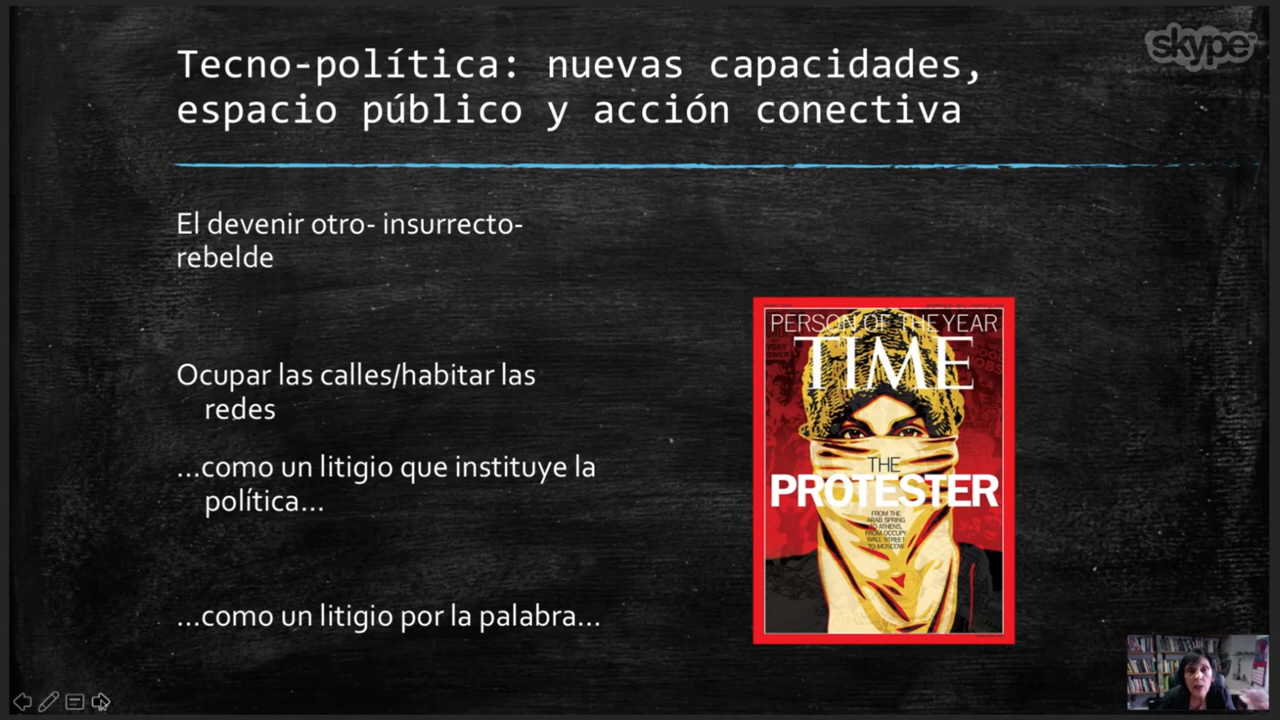 skype
Tecno-política: nuevas capacidades,
espacio público y acción conectiva
El devenir otro- insurrecto-
rebelde
Ocupar las calles/habitar las
redes
...como un litigio que instituye la
política...
...como un litigio por la palabra...
PERSON OF THE YEAR
TIME
THE
PROTESTER
FROM THE
ARAB SPRING
TO ATHENS,
FROM OCCUPY
WALL STREET
TO MOSCOW